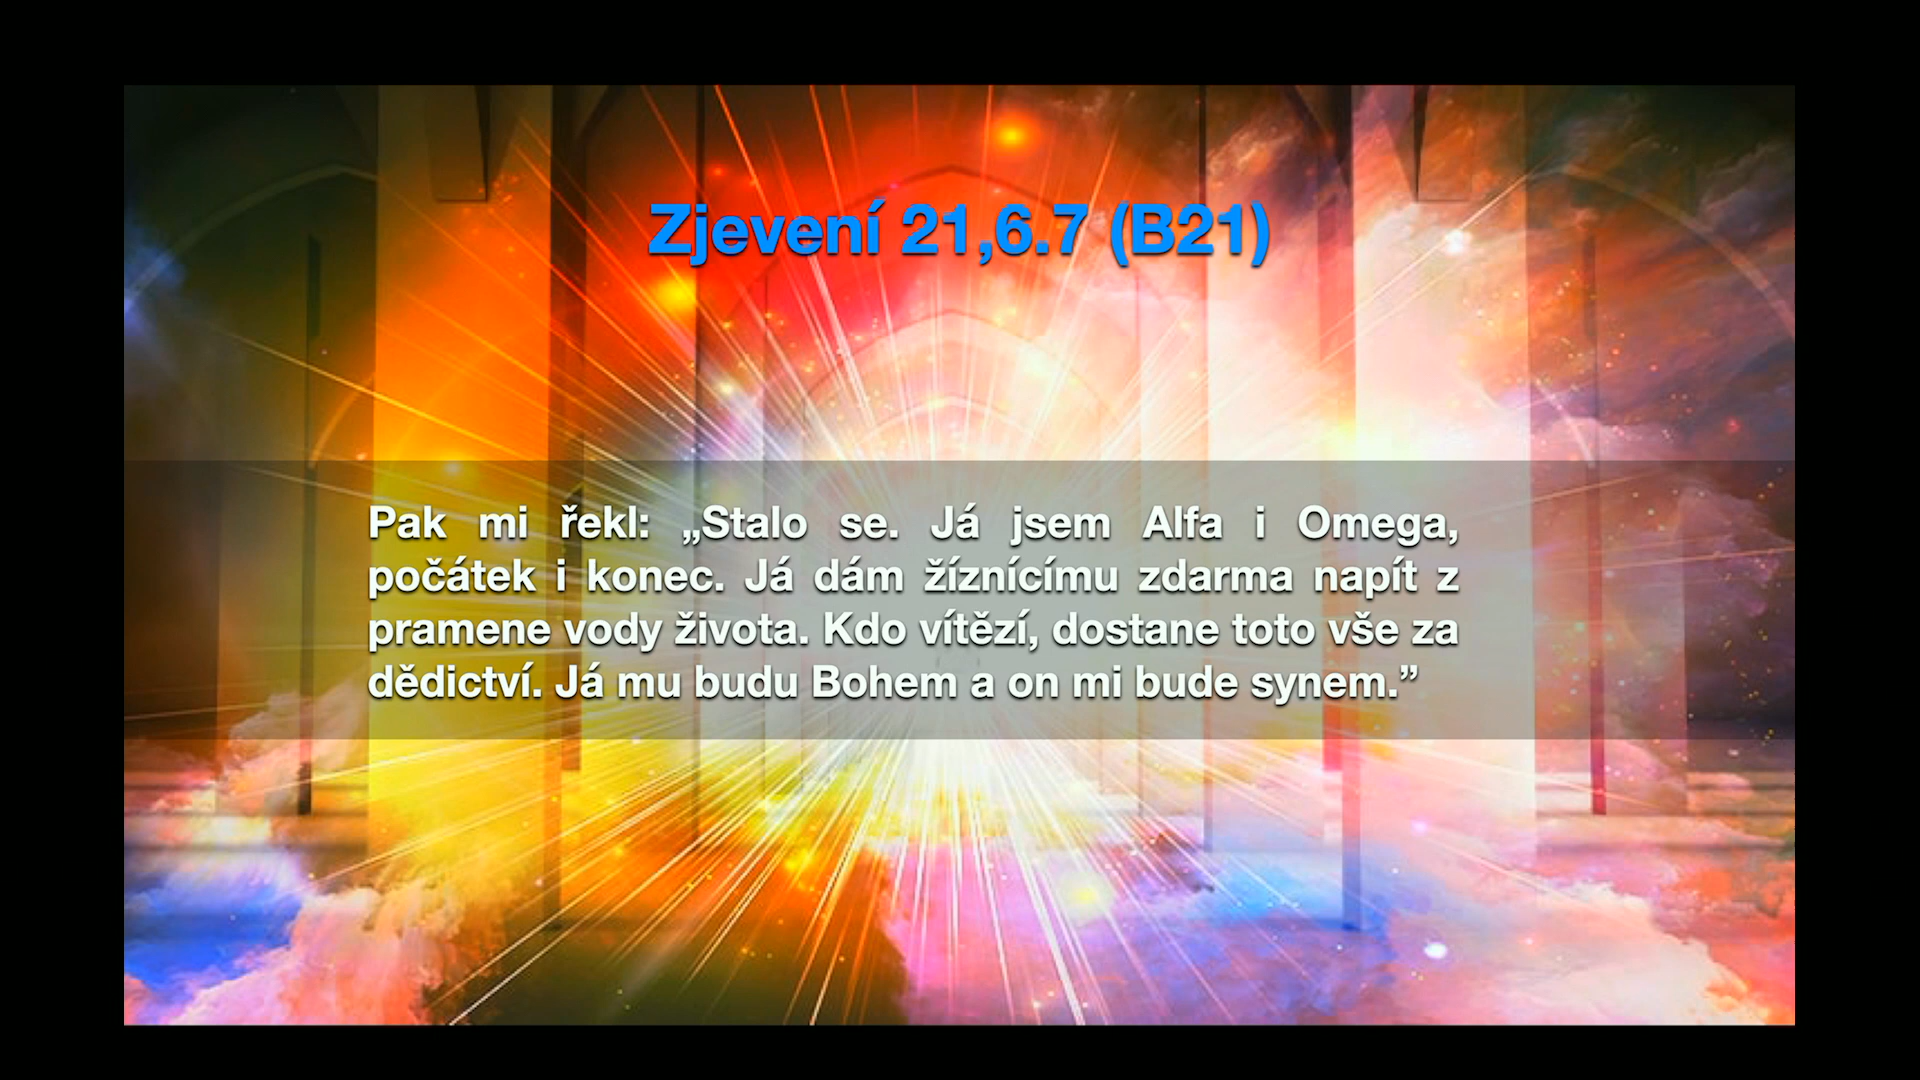 Zjevení 21,6.7 (B21)
Pak mi řekl: „Stalo se. Já jsem Alfa i Omega,
počátek i konec. Já dám žíznícímu zdarma napít z
pramene vody života. Kdo vítězí, dostane toto vše za
dědictví. Já mu budu Bohem a on mi bude synem.”